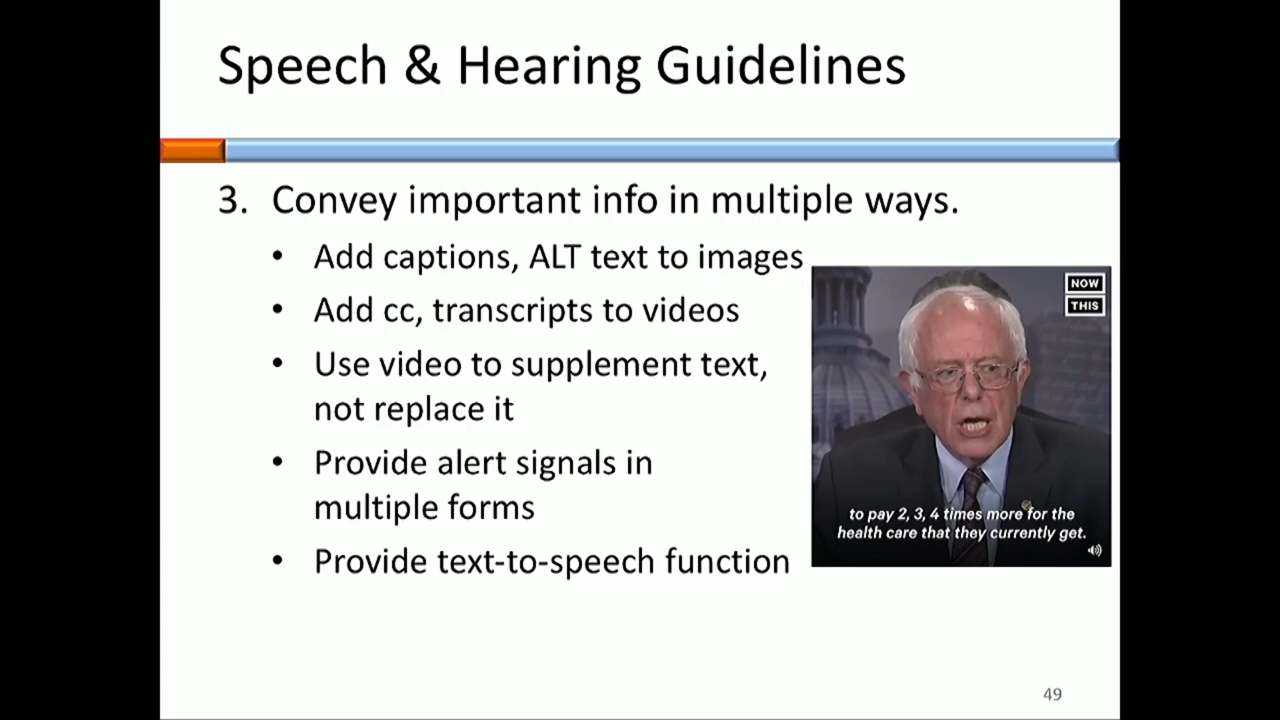 Speech & Hearing Guidelines
3. Convey important info in multiple ways.
• Add captions, ALT text to images
• Add cc, transcripts to videos
• Use video to supplement text,
not replace it
• Provide alert signals in
multiple forms
• Provide text-to-speech function
NOW
THIS
to pay 2, 3, 4 times more for the
health care that they currently get.
49